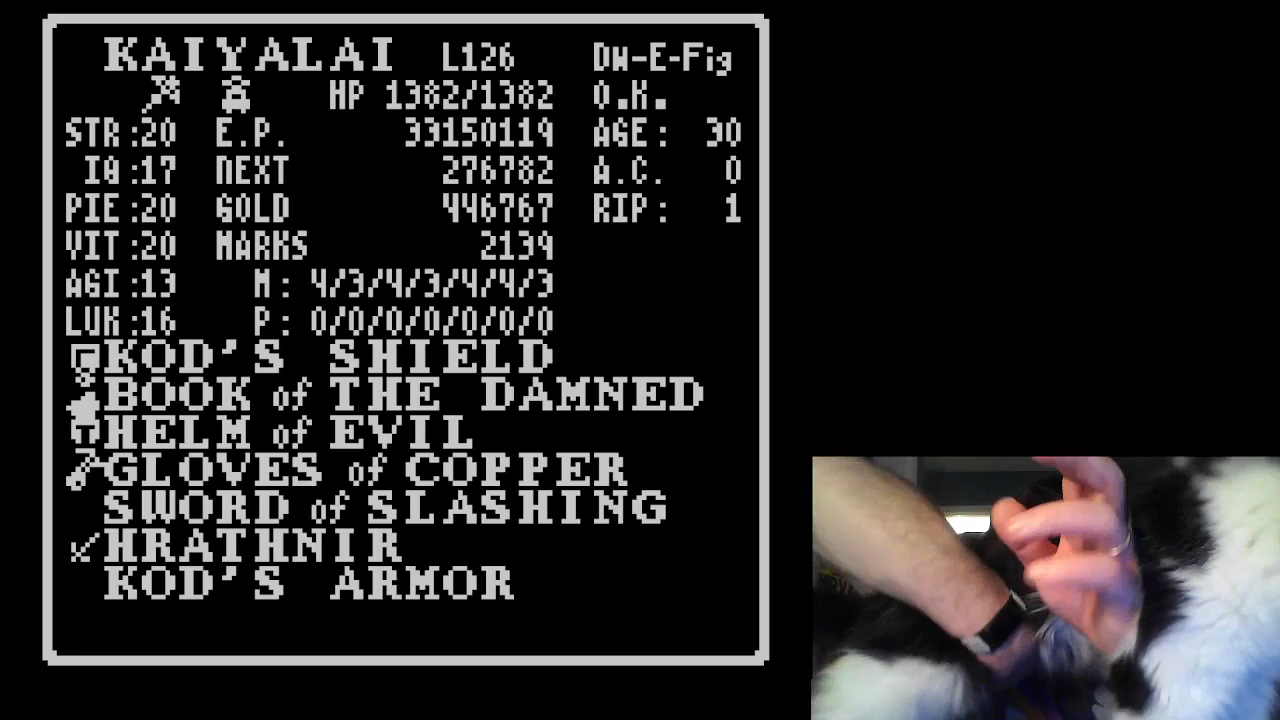 KAIYALAI L126 DW-E-Fig
HP 1382/1382 O.K.
STR:20 E.P. 33150119 AGE: 30
IQ:17 NEXT 276782 A.C. 0
PIE:20 GOLD 446767 RIP: 1
VIT:20 MARKS 2139
AGI:13 M: 4/3/4/3/4/4/3
LUK:16 P: 0/0/0/0/0/0/0
KOD'S SHIELD
BOOK of THE DAMNED
HELM of EVIL
GLOVES of COPPER
SWORD of SLASHING
HRATHNIR
KOD'S ARMOR